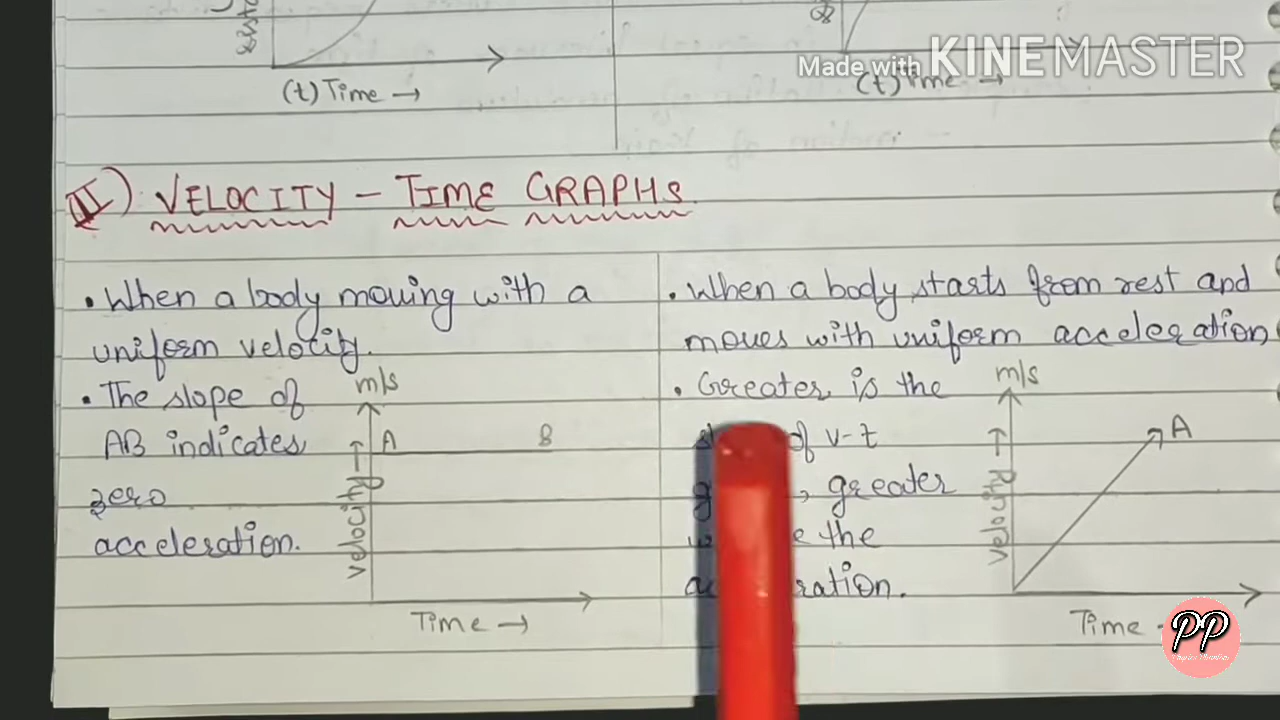 (t) Time →
(t) Time →
Made with KINEMASTER
II) VELOCITY - TIME GRAPHS
• When a body moving with a
uniform velocity.
• The slope of
AB indicates
zero
acceleration.
m/s
A B
velocity →
Time →
• When a body starts from rest and
moves with uniform acceleration,
• Greater is the
of v-t
, greater
the
m/s
A
velocity →
Time
PP